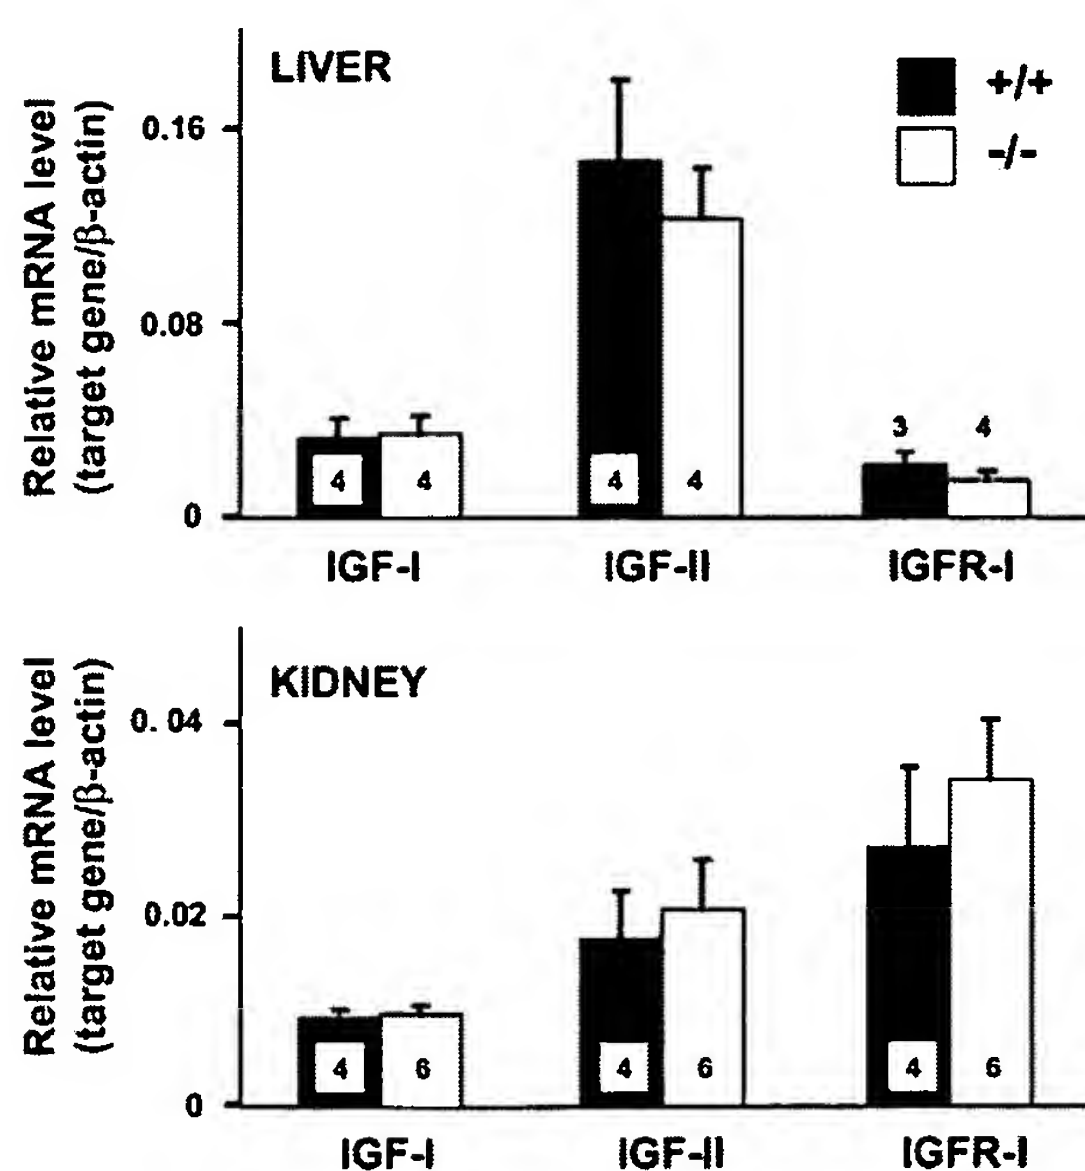 LIVER
+/+
-/-
Relative mRNA level
(target gene/β-actin)
0.16
0.08
0
4
4
4
4
3
4
IGF-I
IGF-II
IGFR-I
KIDNEY
Relative mRNA level
(target gene/β-actin)
0. 04
0.02
0
4
6
4
6
4
6
IGF-I
IGF-II
IGFR-I